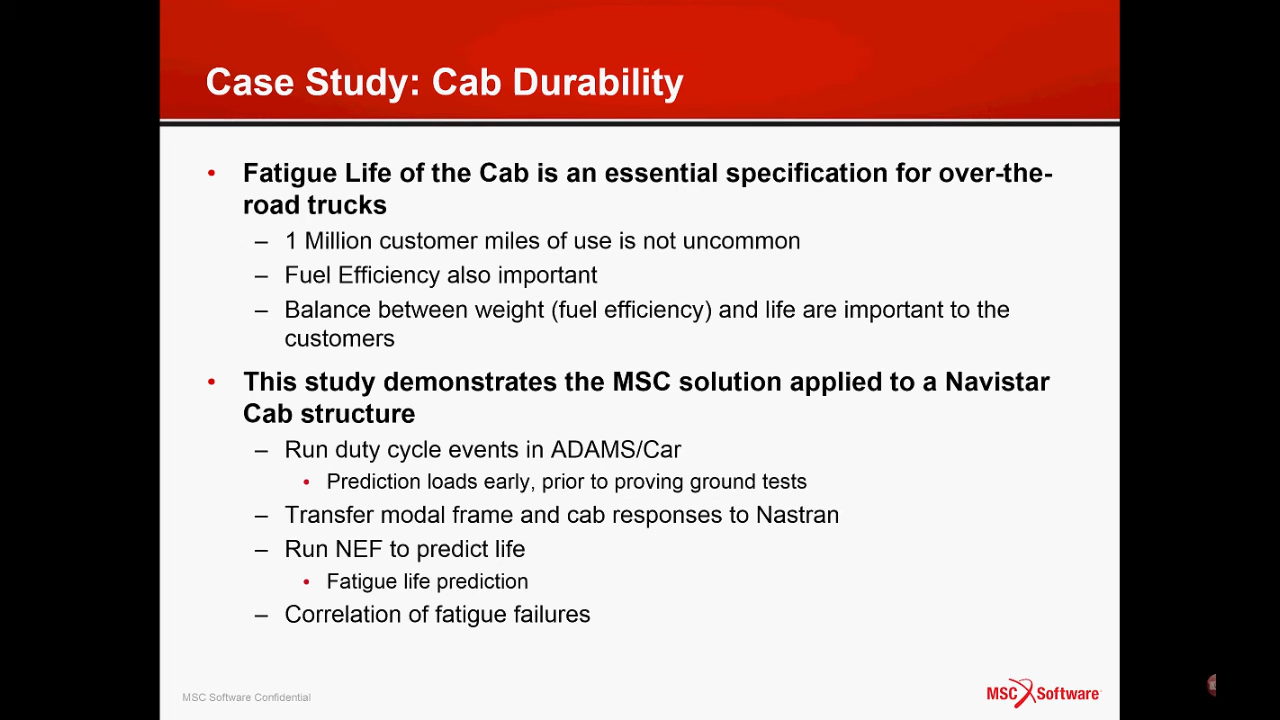 Case Study: Cab Durability
• Fatigue Life of the Cab is an essential specification for over-the-
road trucks
– 1 Million customer miles of use is not uncommon
– Fuel Efficiency also important
– Balance between weight (fuel efficiency) and life are important to the
customers
• This study demonstrates the MSC solution applied to a Navistar
Cab structure
– Run duty cycle events in ADAMS/Car
• Prediction loads early, prior to proving ground tests
– Transfer modal frame and cab responses to Nastran
– Run NEF to predict life
• Fatigue life prediction
– Correlation of fatigue failures
MSC Software Confidential
MSC Software